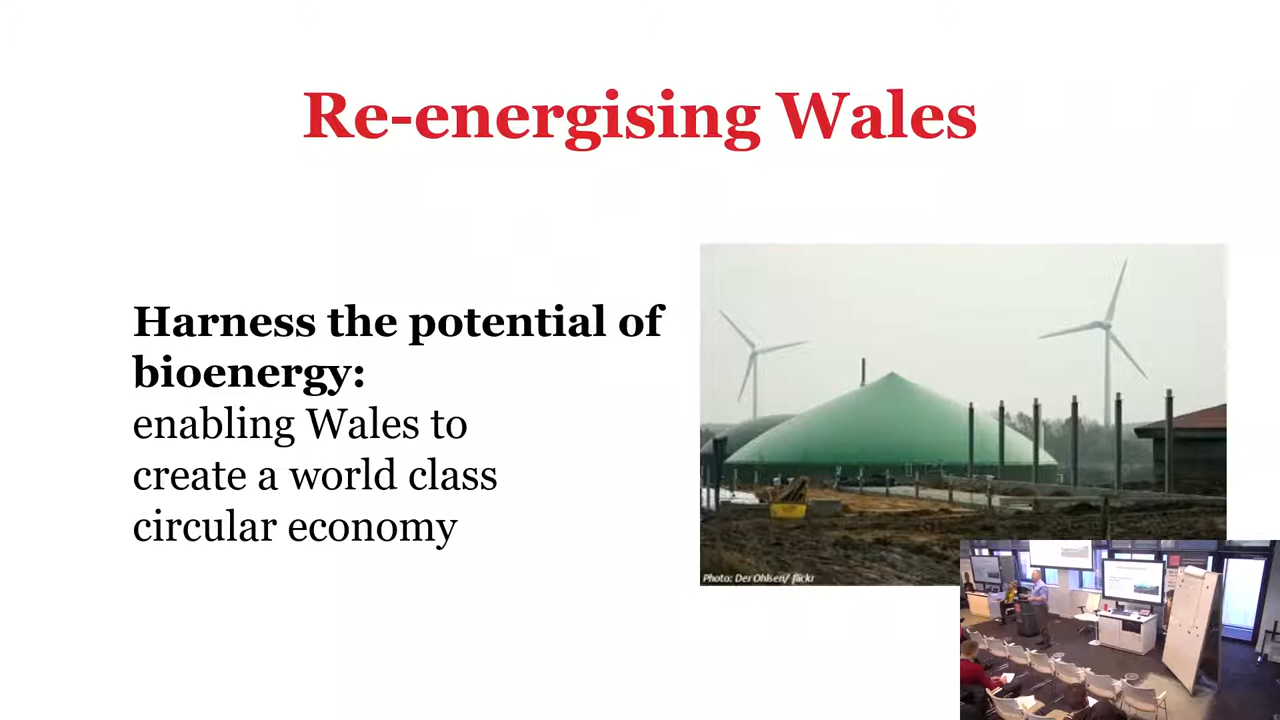 Re-energising Wales
Harness the potential of
bioenergy:
enabling Wales to
create a world class
circular economy
Photo: Der Ohlsen/ flickr